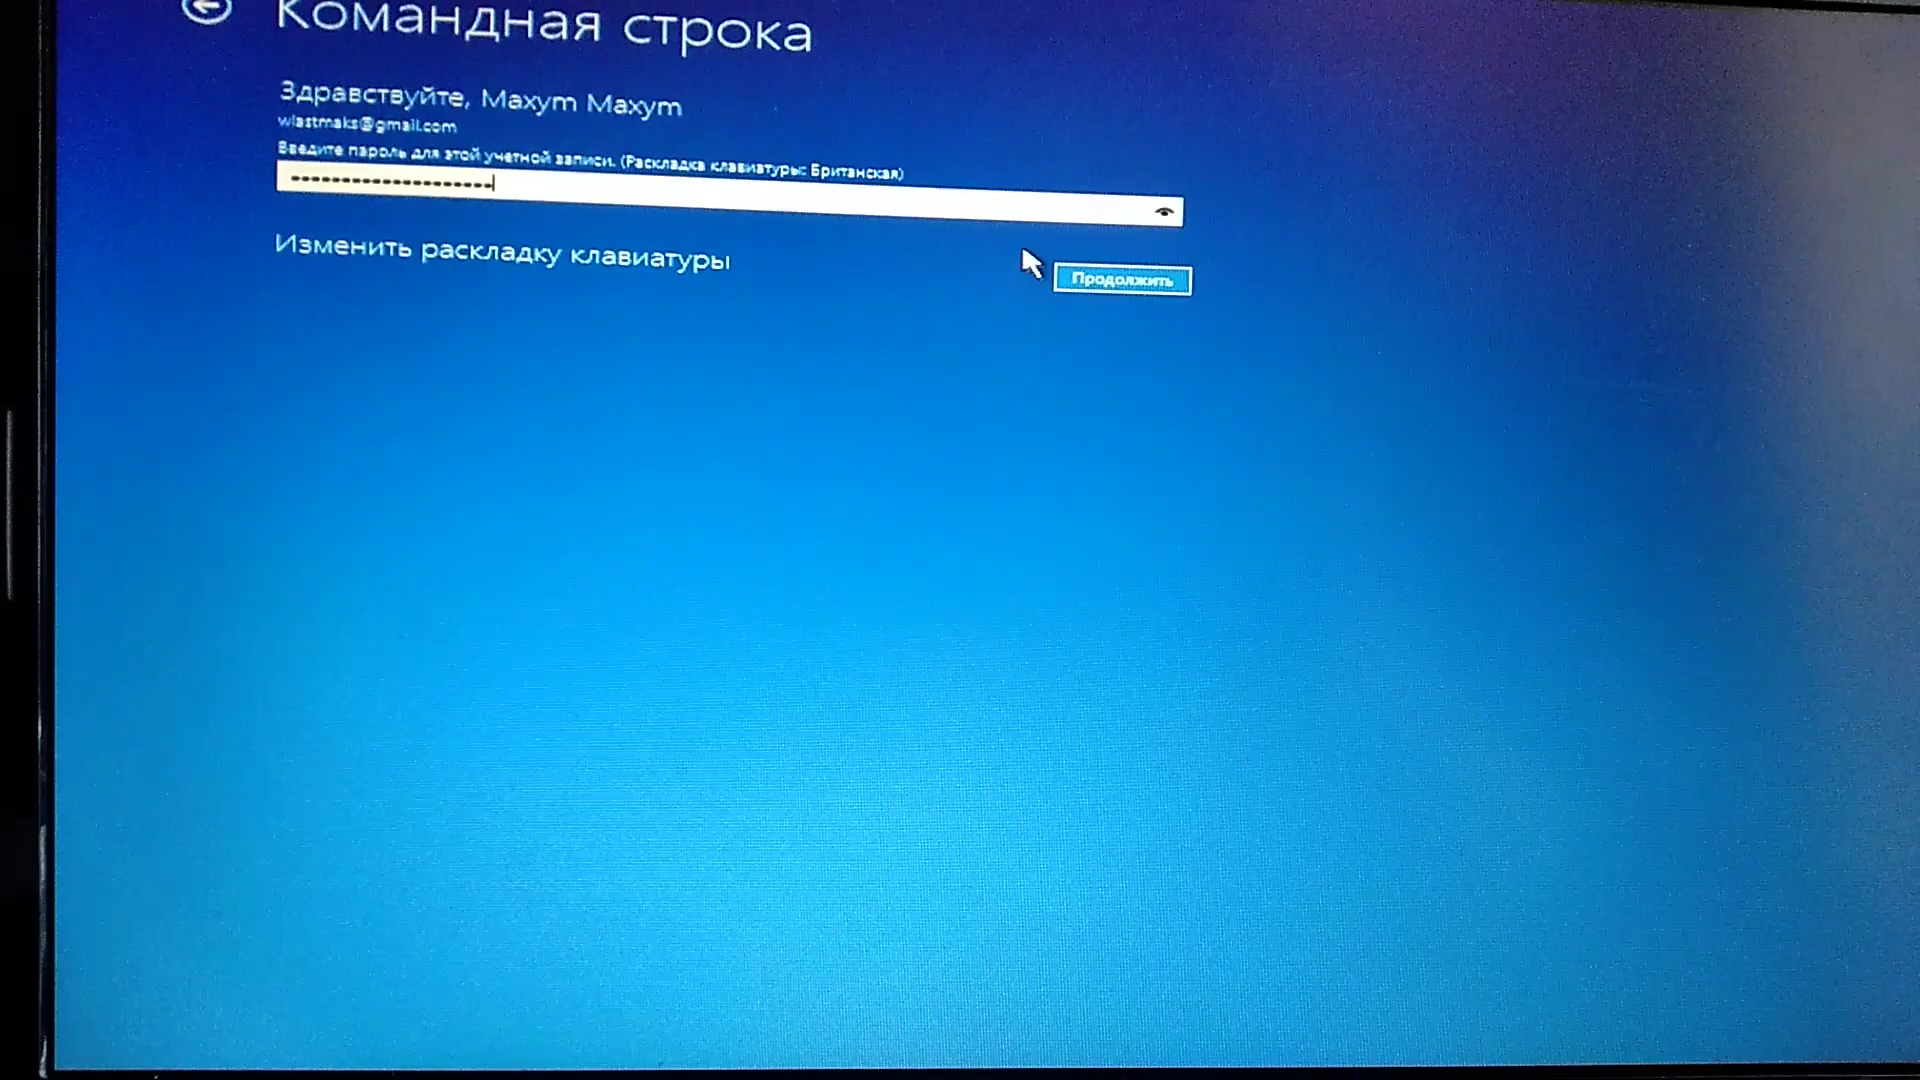 Командная строка
Здравствуйте, Maxym Maxym
wlastmaks@gmail.com
Введите пароль для этой учетной записи. (Раскладка клавиатуры: Британская)
Изменить раскладку клавиатуры
Продолжить